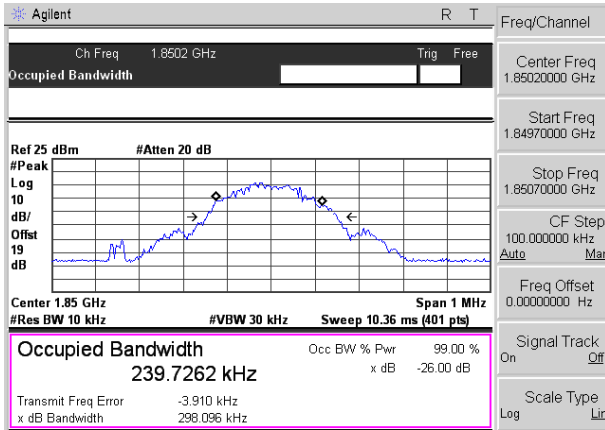 Agilent R T
Ch Freq 1.8502 GHz Trig Free
Occupied Bandwidth
Ref 25 dBm #Atten 20 dB
#Peak
Log
10
dB/
Offst
19
dB
Center 1.85 GHz Span 1 MHz
#Res BW 10 kHz #VBW 30 kHz Sweep 10.36 ms (401 pts)
Occupied Bandwidth Occ BW % Pwr 99.00 %
239.7262 kHz x dB -26.00 dB
Transmit Freq Error -3.910 kHz
x dB Bandwidth 298.096 kHz
Freq/Channel
Center Freq
1.85020000 GHz
Start Freq
1.84970000 GHz
Stop Freq
1.85070000 GHz
CF Step
100.000000 kHz
Auto Mar
Freq Offset
0.00000000 Hz
Signal Track
On Off
Scale Type
Log Lin